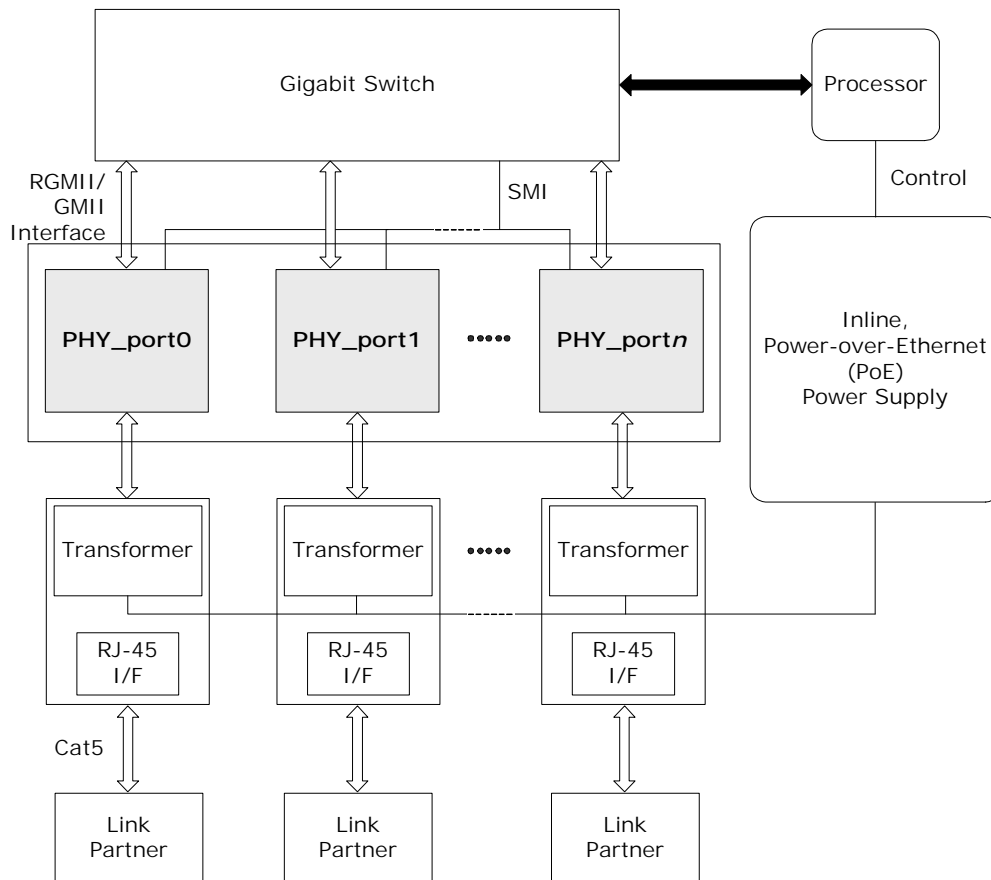 Gigabit Switch
Processor
RGMII/
GMII
Interface
SMI
Control
PHY_port0
PHY_port1
PHY_portn
Inline,
Power-over-Ethernet
(PoE)
Power Supply
Transformer
Transformer
Transformer
RJ-45
I/F
RJ-45
I/F
RJ-45
I/F
Cat5
Link
Partner
Link
Partner
Link
Partner